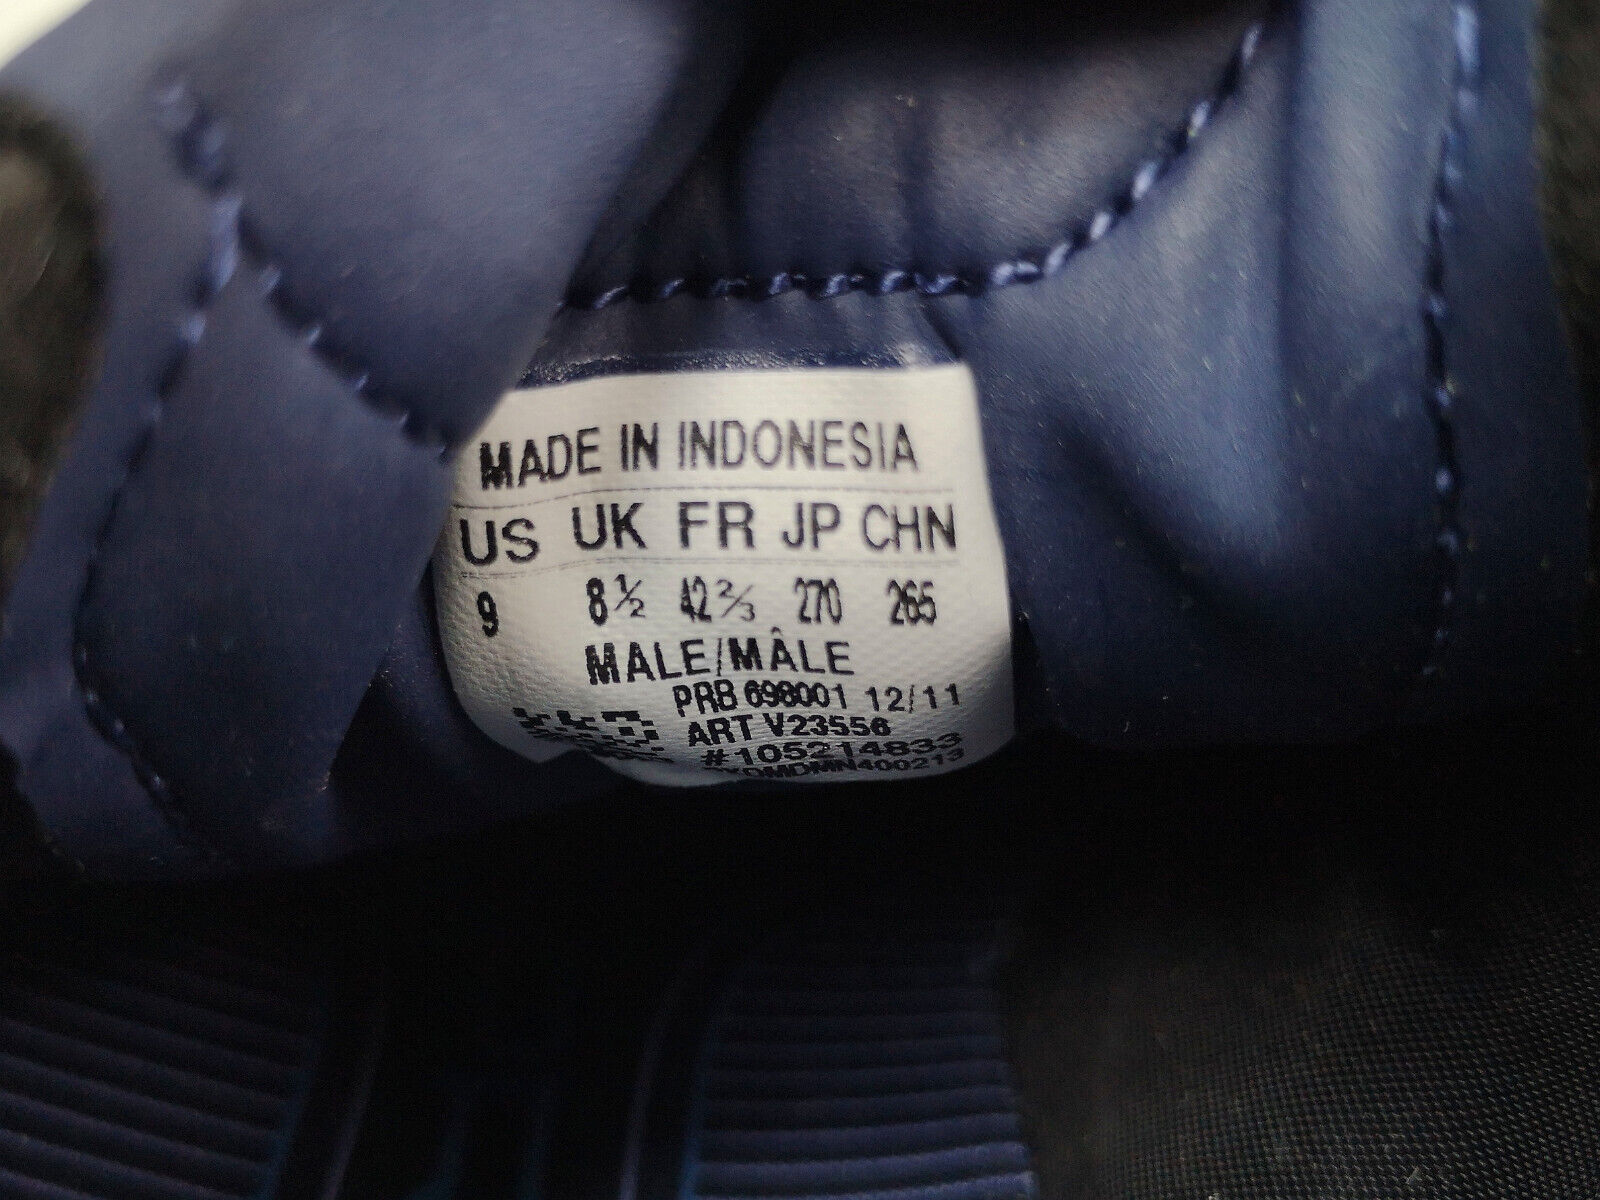 MADE IN INDONESIA
US UK FR JP CHN
9 8½ 42⅔ 270 265
MALE/MÂLE
PRB 698001 12/11
ART V23556
#105214833